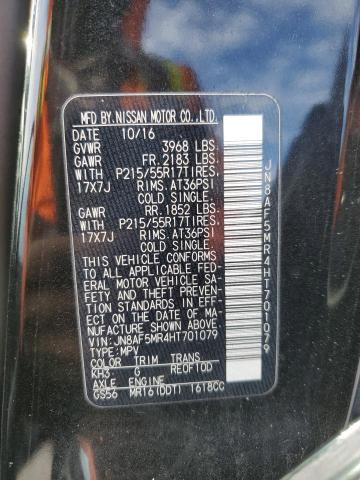 MFD BY NISSAN MOTOR CO.,LTD.
DATE 10/16
GVWR 3968 LBS.
GAWR FR. 2183 LBS.
WITH P215/55R17TIRES.
17X7J RIMS. AT36PSI
COLD SINGLE.
GAWR RR. 1852 LBS.
WITH P215/55R17TIRES.
17X7J RIMS. AT36PSI
COLD SINGLE.
THIS VEHICLE CONFORMS
TO ALL APPLICABLE FED-
ERAL MOTOR VEHICLE SA-
FETY AND THEFT PREVEN-
TION STANDARDS IN EFF-
ECT ON THE DATE OF MA-
NUFACTURE SHOWN ABOVE.
VIN:JN8AF5MR4HT701079
TYPE:MPV
COLOR TRIM TRANS
KH3 G RE0F10D
AXLE ENGINE
GS56 MR16(DDT) 1618CC
JN8AF5MR4HT701079